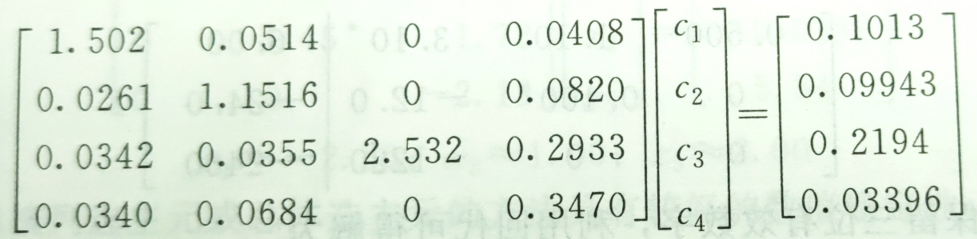 1.502 0.0514 0 0.0408 c₁ 0.1013
0.0261 1.1516 0 0.0820 c₂ = 0.09943
0.0342 0.0355 2.532 0.2933 c₃ 0.2194
0.0340 0.0684 0 0.3470 c₄ 0.03396